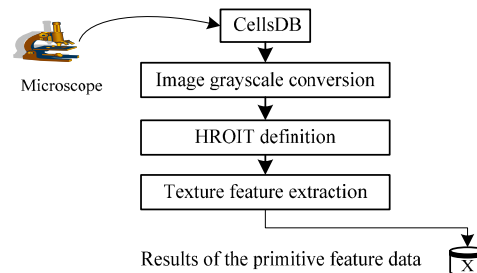 CellsDB
Microscope
Image grayscale conversion
HROIT definition
Texture feature extraction
Results of the primitive feature data
X